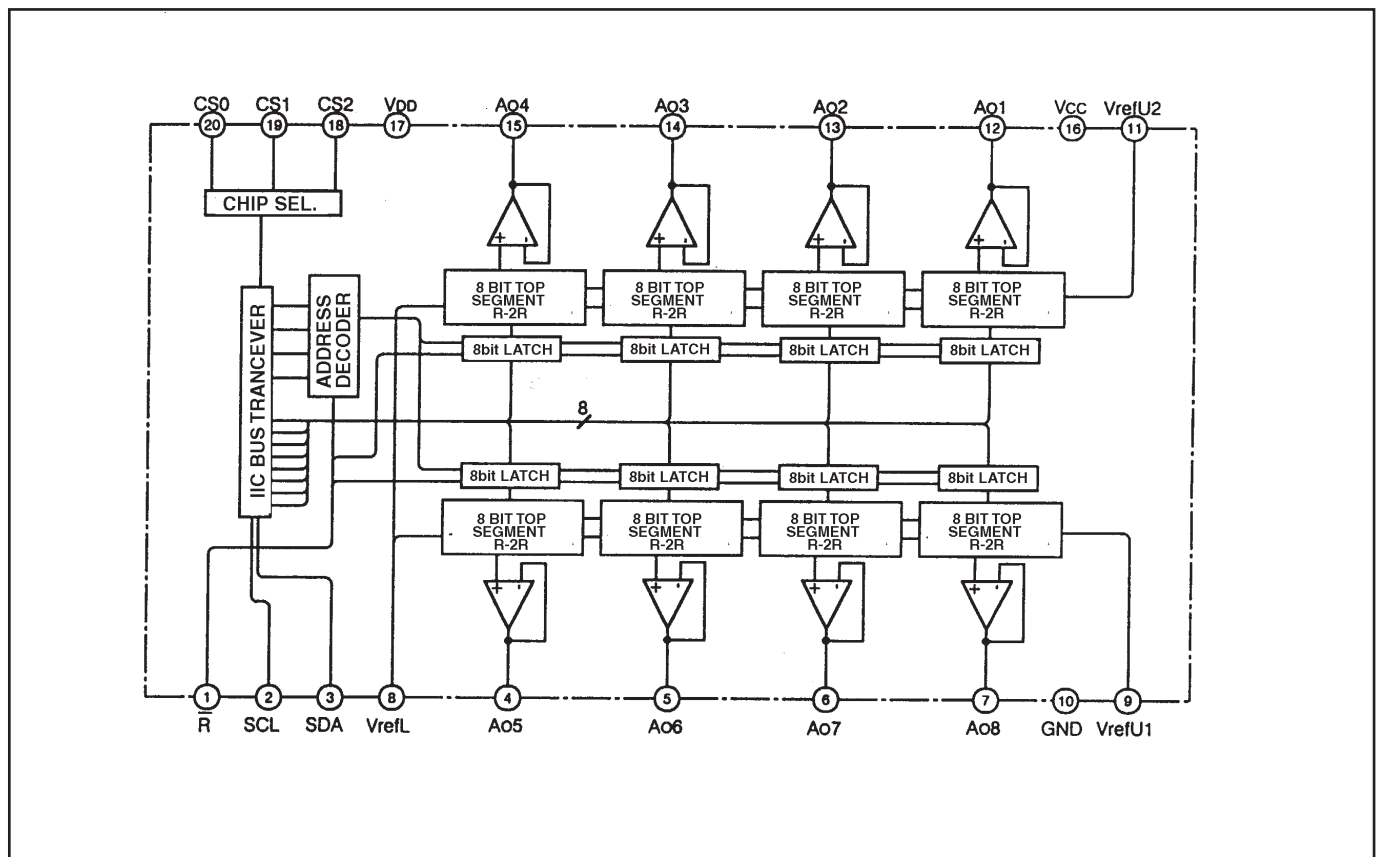 CS0 CS1 CS2 VDD Ao4 Ao3 Ao2 Ao1 Vcc VrefU2
20 19 18 17 15 14 13 12 16 11
CHIP SEL.
+ - + - + - + -
8 BIT TOP
SEGMENT
R-2R
8 BIT TOP
SEGMENT
R-2R
8 BIT TOP
SEGMENT
R-2R
8 BIT TOP
SEGMENT
R-2R
IIC BUS TRANCEVER
ADDRESS
DECODER
8bit LATCH 8bit LATCH 8bit LATCH 8bit LATCH
8
8bit LATCH 8bit LATCH 8bit LATCH 8bit LATCH
8 BIT TOP
SEGMENT
R-2R
8 BIT TOP
SEGMENT
R-2R
8 BIT TOP
SEGMENT
R-2R
8 BIT TOP
SEGMENT
R-2R
+ - + - + - + -
1 2 3 8 4 5 6 7 10 9
R̅ SCL SDA VrefL Ao5 Ao6 Ao7 Ao8 GND VrefU1